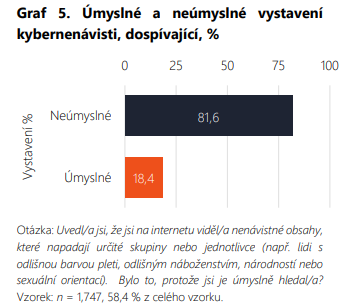 Graf 5. Úmyslné a neúmyslné vystavení
kybernenávisti, dospívající, %
0 25 50 75 100
Vystavení %
Neúmyslné 81,6
Úmyslné 18,4
Otázka: Uvedl/a jsi, že jsi na internetu viděl/a nenávistné obsahy,
které napadají určité skupiny nebo jednotlivce (např. lidi s
odlišnou barvou pleti, odlišným náboženstvím, národností nebo
sexuální orientací). Bylo to, protože jsi je úmyslně hledal/a?
Vzorek: n = 1,747, 58,4 % z celého vzorku.